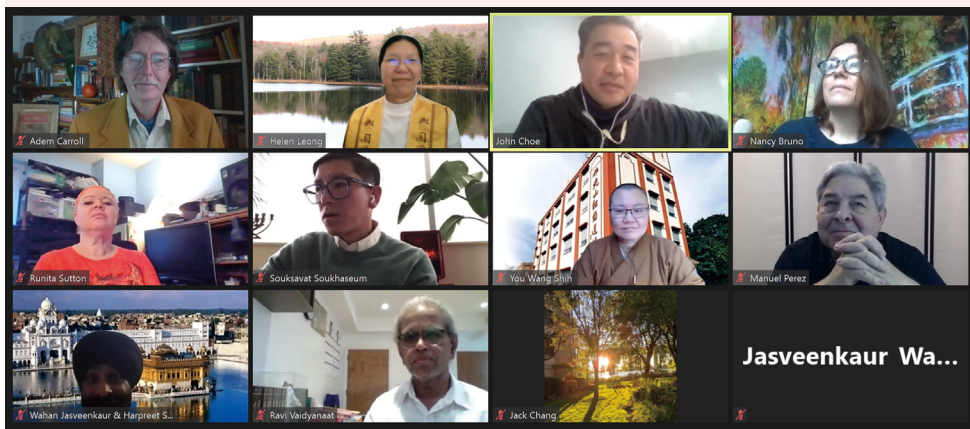 Adem Carroll
Helen Leong
John Choe
Nancy Bruno
Runita Sutton
Souksavat Soukhaseum
You Wang Shih
Manuel Perez
Wahan Jasveenkaur & Harpreet S...
Ravi Vaidyanaat
Jack Chang
Jasveenkaur Wa...